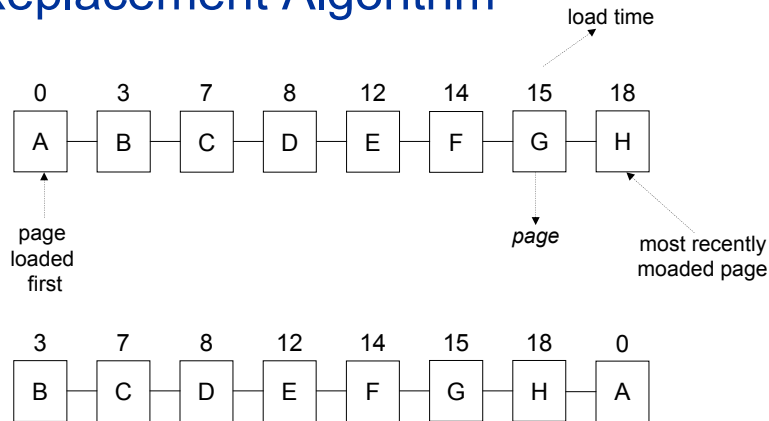 Replacement Algorithm
load time
0 3 7 8 12 14 15 18
A B C D E F G H
page
loaded
first
page
most recently
moaded page
3 7 8 12 14 15 18 0
B C D E F G H A